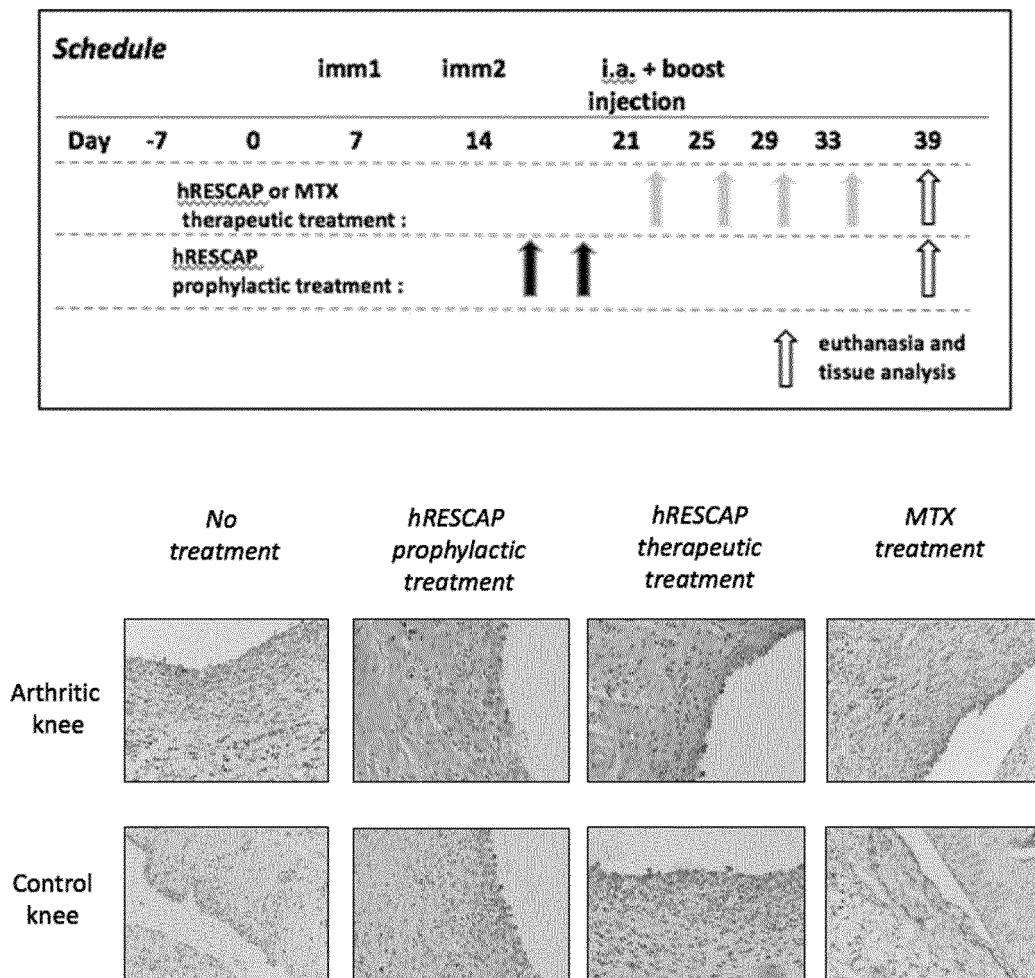 Schedule
imm1 imm2 i.a. + boost
injection
Day -7 0 7 14 21 25 29 33 39
hRESCAP or MTX
therapeutic treatment :
hRESCAP
prophylactic treatment :
euthanasia and
tissue analysis
No
treatment
hRESCAP
prophylactic
treatment
hRESCAP
therapeutic
treatment
MTX
treatment
Arthritic
knee
Control
knee